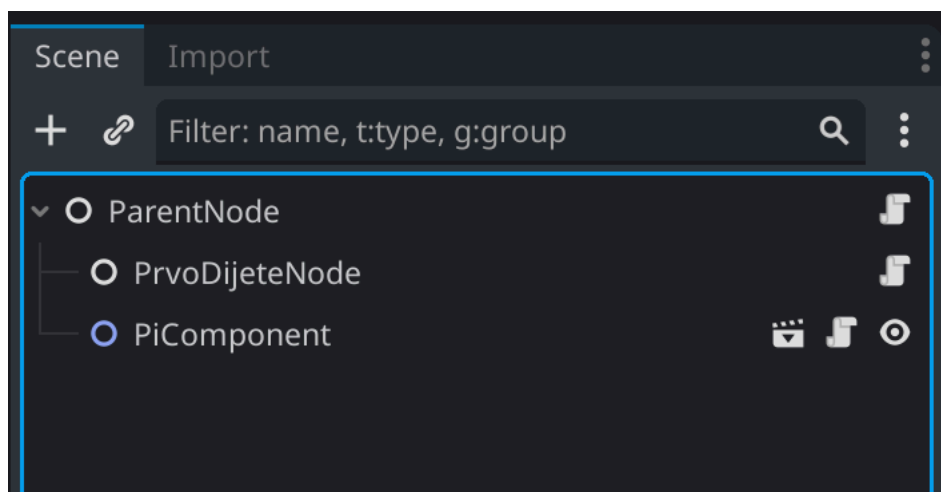 Scene Import
Filter: name, t:type, g:group
ParentNode
PrvoDijeteNode
PiComponent